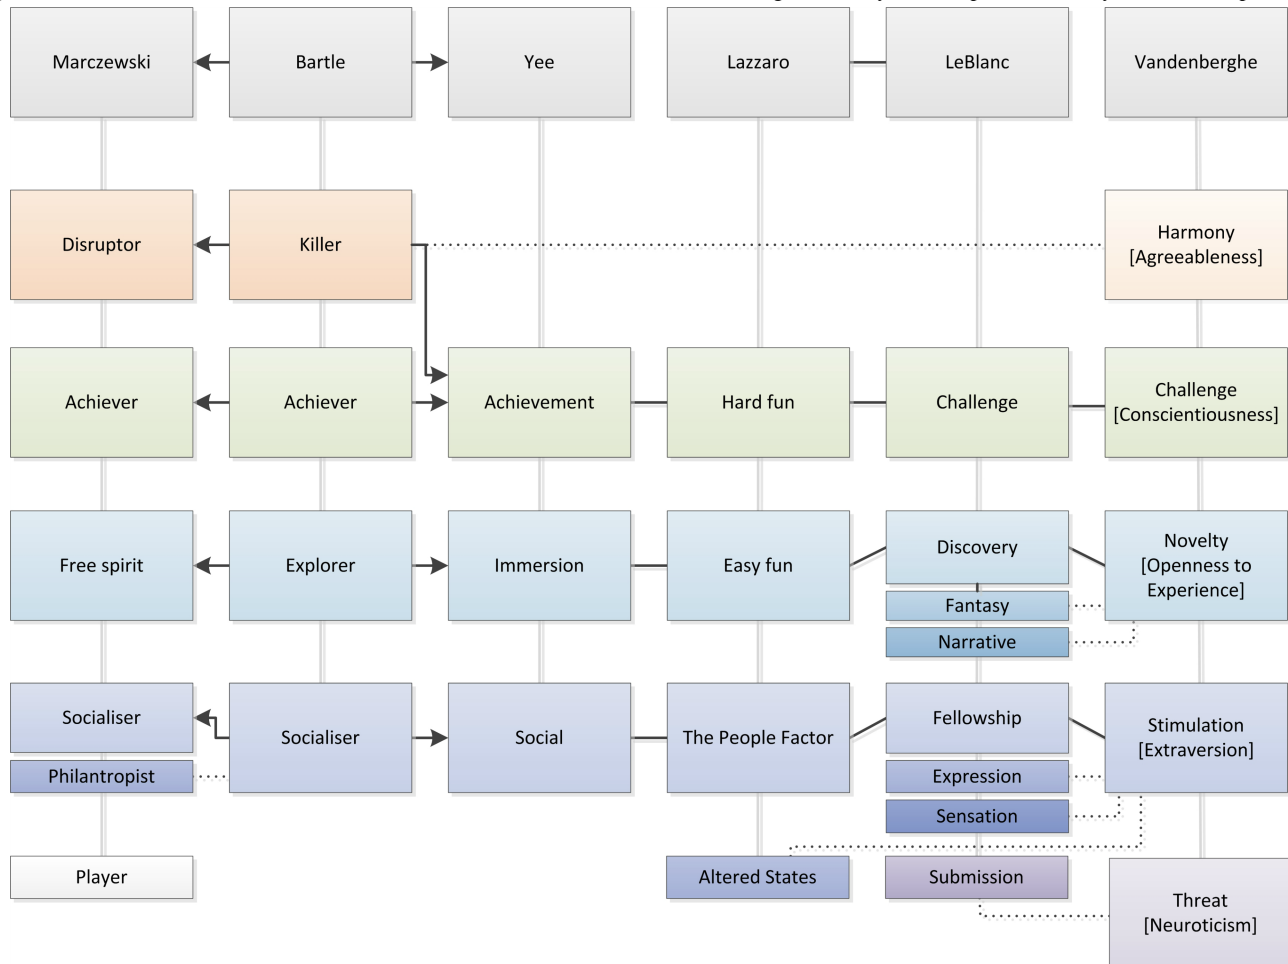 Marczewski
Bartle
Yee
Lazzaro
LeBlanc
Vandenberghe
Disruptor
Killer
Harmony
[Agreeableness]
Achiever
Achiever
Achievement
Hard fun
Challenge
Challenge
[Conscientiousness]
Free spirit
Explorer
Immersion
Easy fun
Discovery
Fantasy
Narrative
Novelty
[Openness to
Experience]
Socialiser
Philantropist
Socialiser
Social
The People Factor
Fellowship
Expression
Sensation
Stimulation
[Extraversion]
Player
Altered States
Submission
Threat
[Neuroticism]